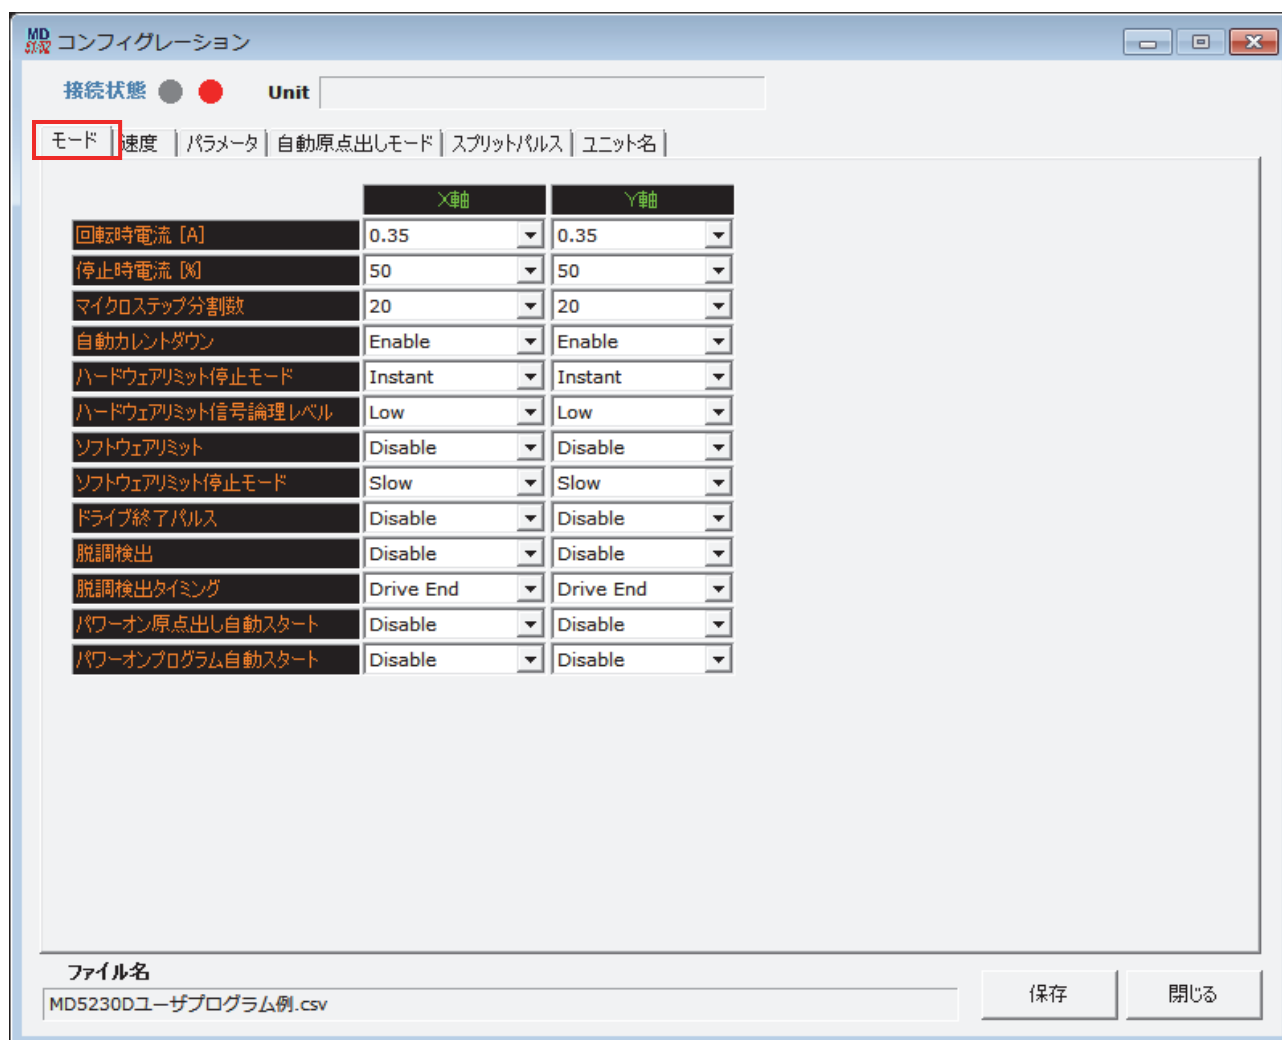 MD
51/52 コンフィグレーション
接続状態 Unit
モード 速度 パラメータ 自動原点出しモード スプリットパルス ユニット名
X軸 Y軸
回転時電流 [A] 0.35 0.35
停止時電流 [%] 50 50
マイクロステップ分割数 20 20
自動カレントダウン Enable Enable
ハードウェアリミット停止モード Instant Instant
ハードウェアリミット信号論理レベル Low Low
ソフトウェアリミット Disable Disable
ソフトウェアリミット停止モード Slow Slow
ドライブ終了パルス Disable Disable
脱調検出 Disable Disable
脱調検出タイミング Drive End Drive End
パワーオン原点出し自動スタート Disable Disable
パワーオンプログラム自動スタート Disable Disable
ファイル名
MD5230Dユーザプログラム例.csv 保存 閉じる